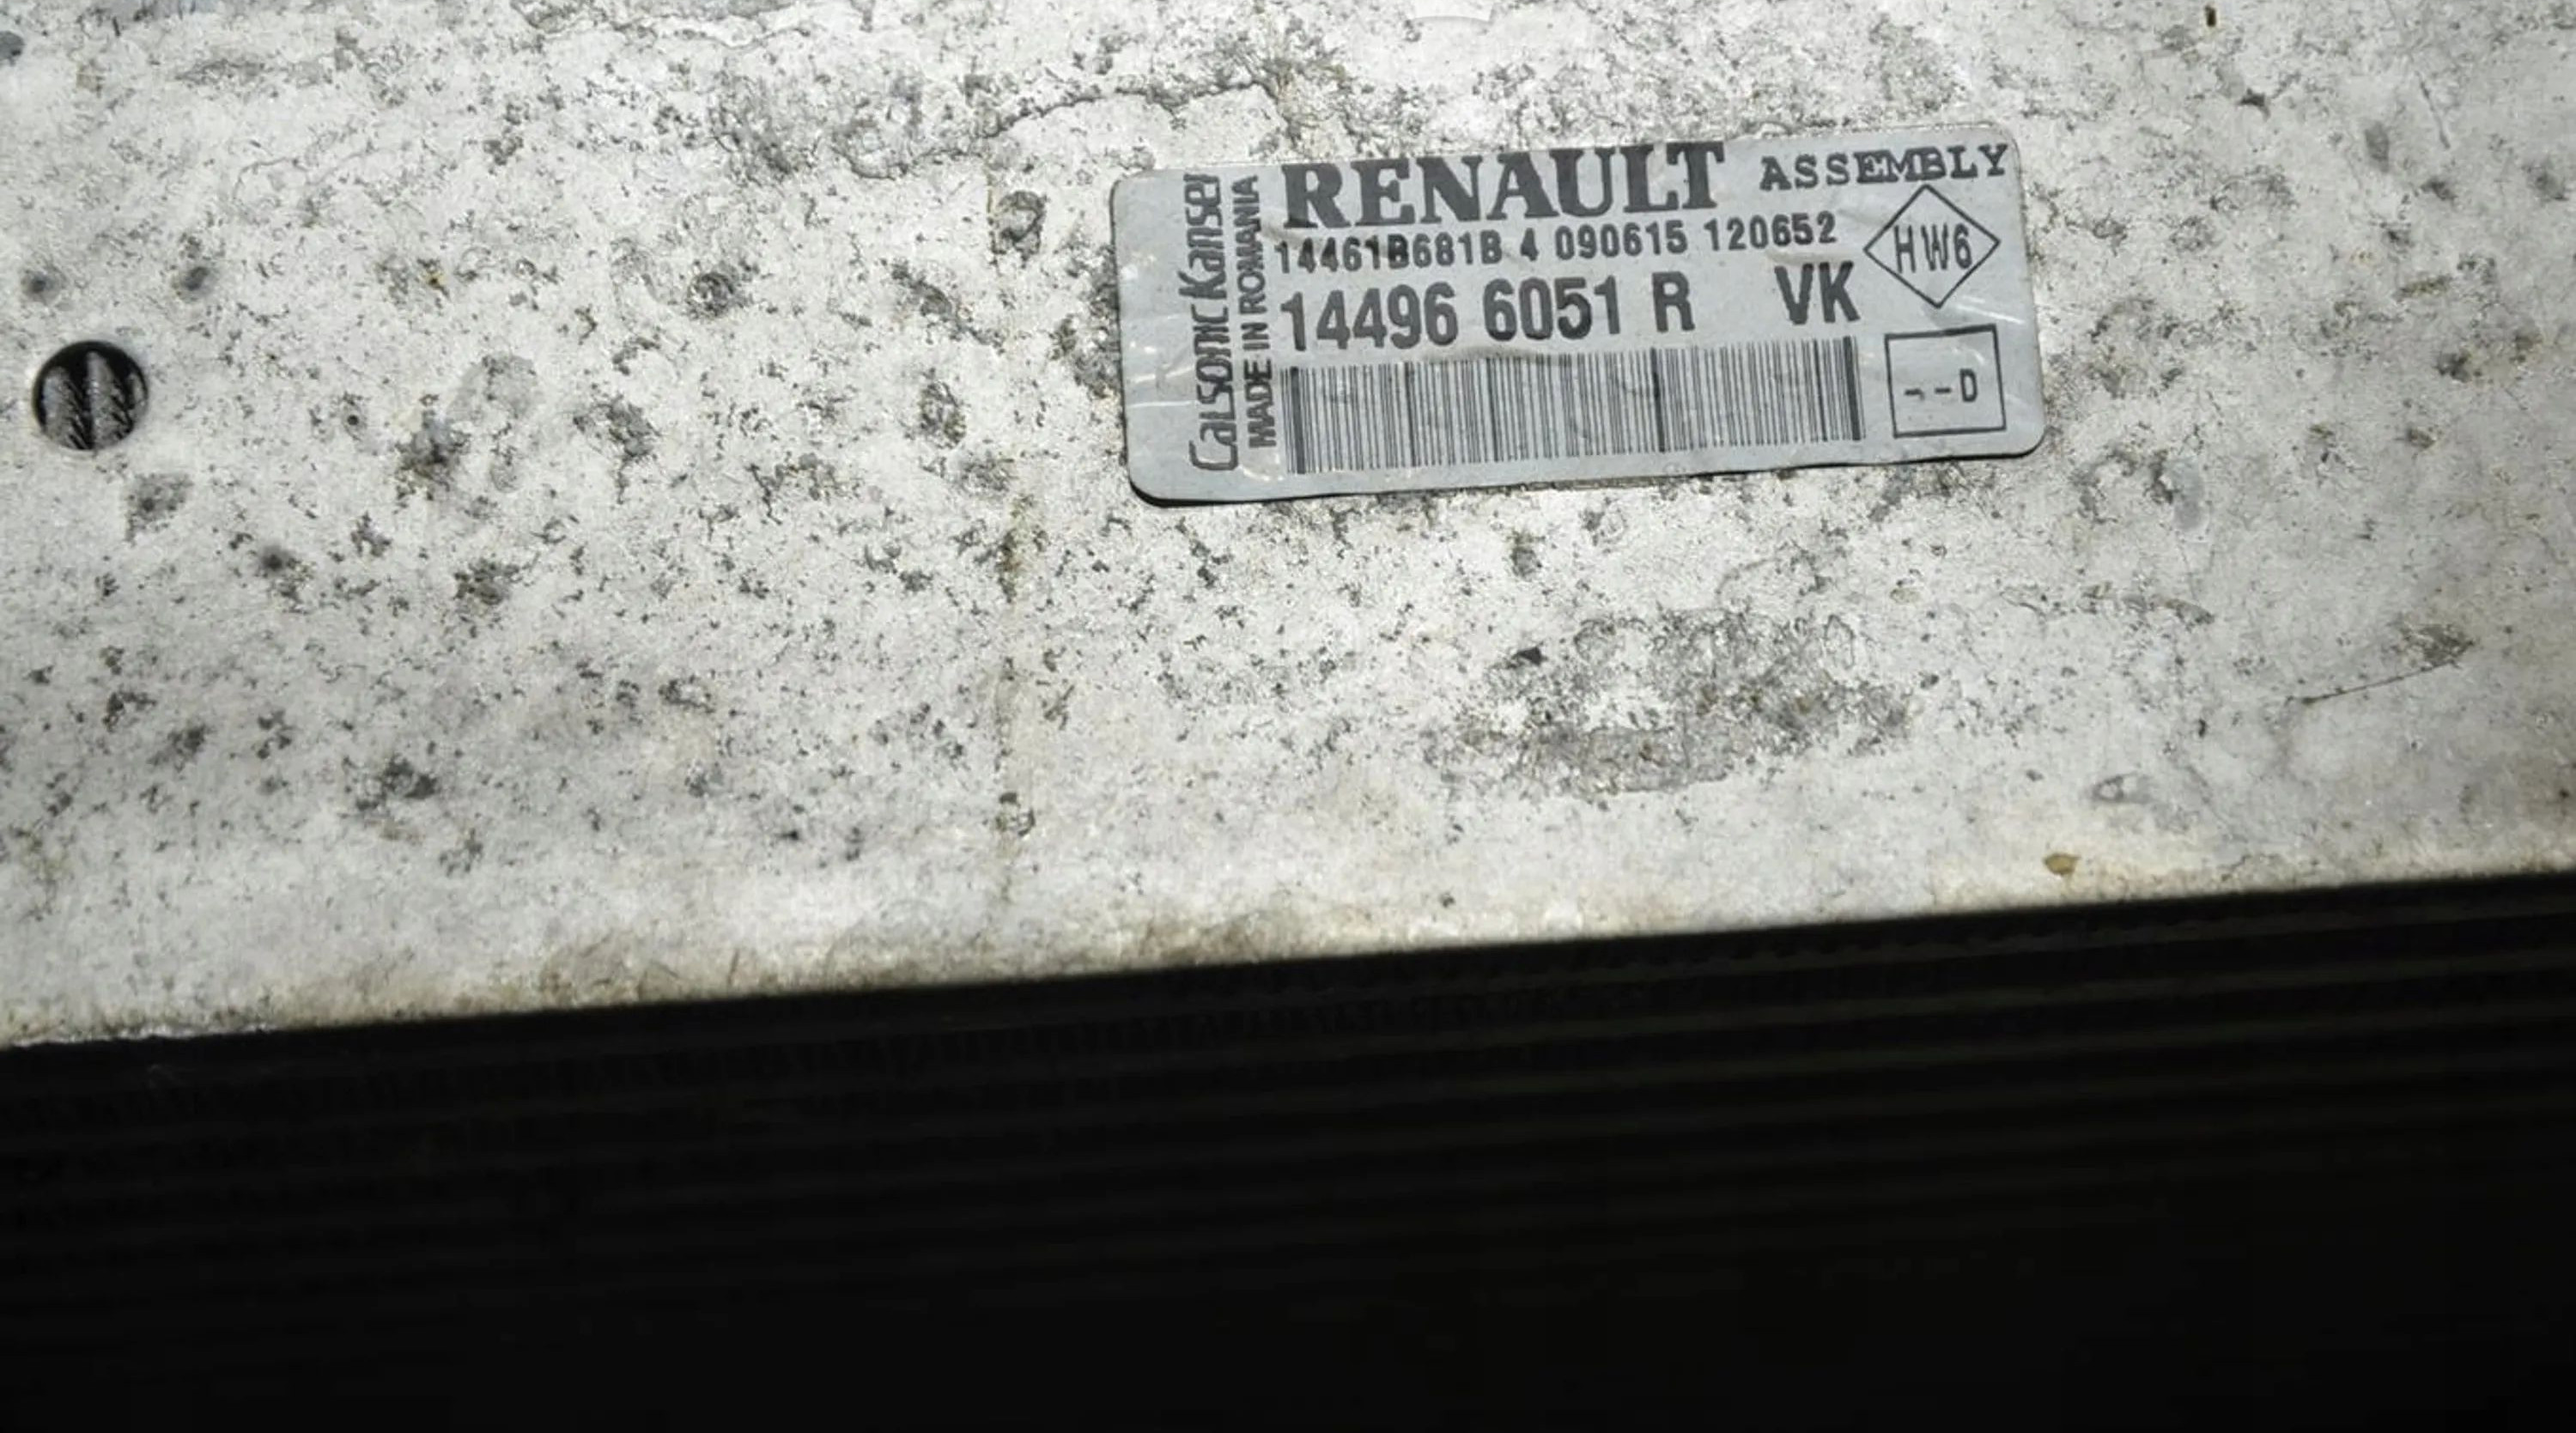 CalsonicKansei
MADE IN ROMANIA
RENAULT ASSEMBLY
14461B681B 4 090615 120652
HW6
14496 6051 R VK
--D